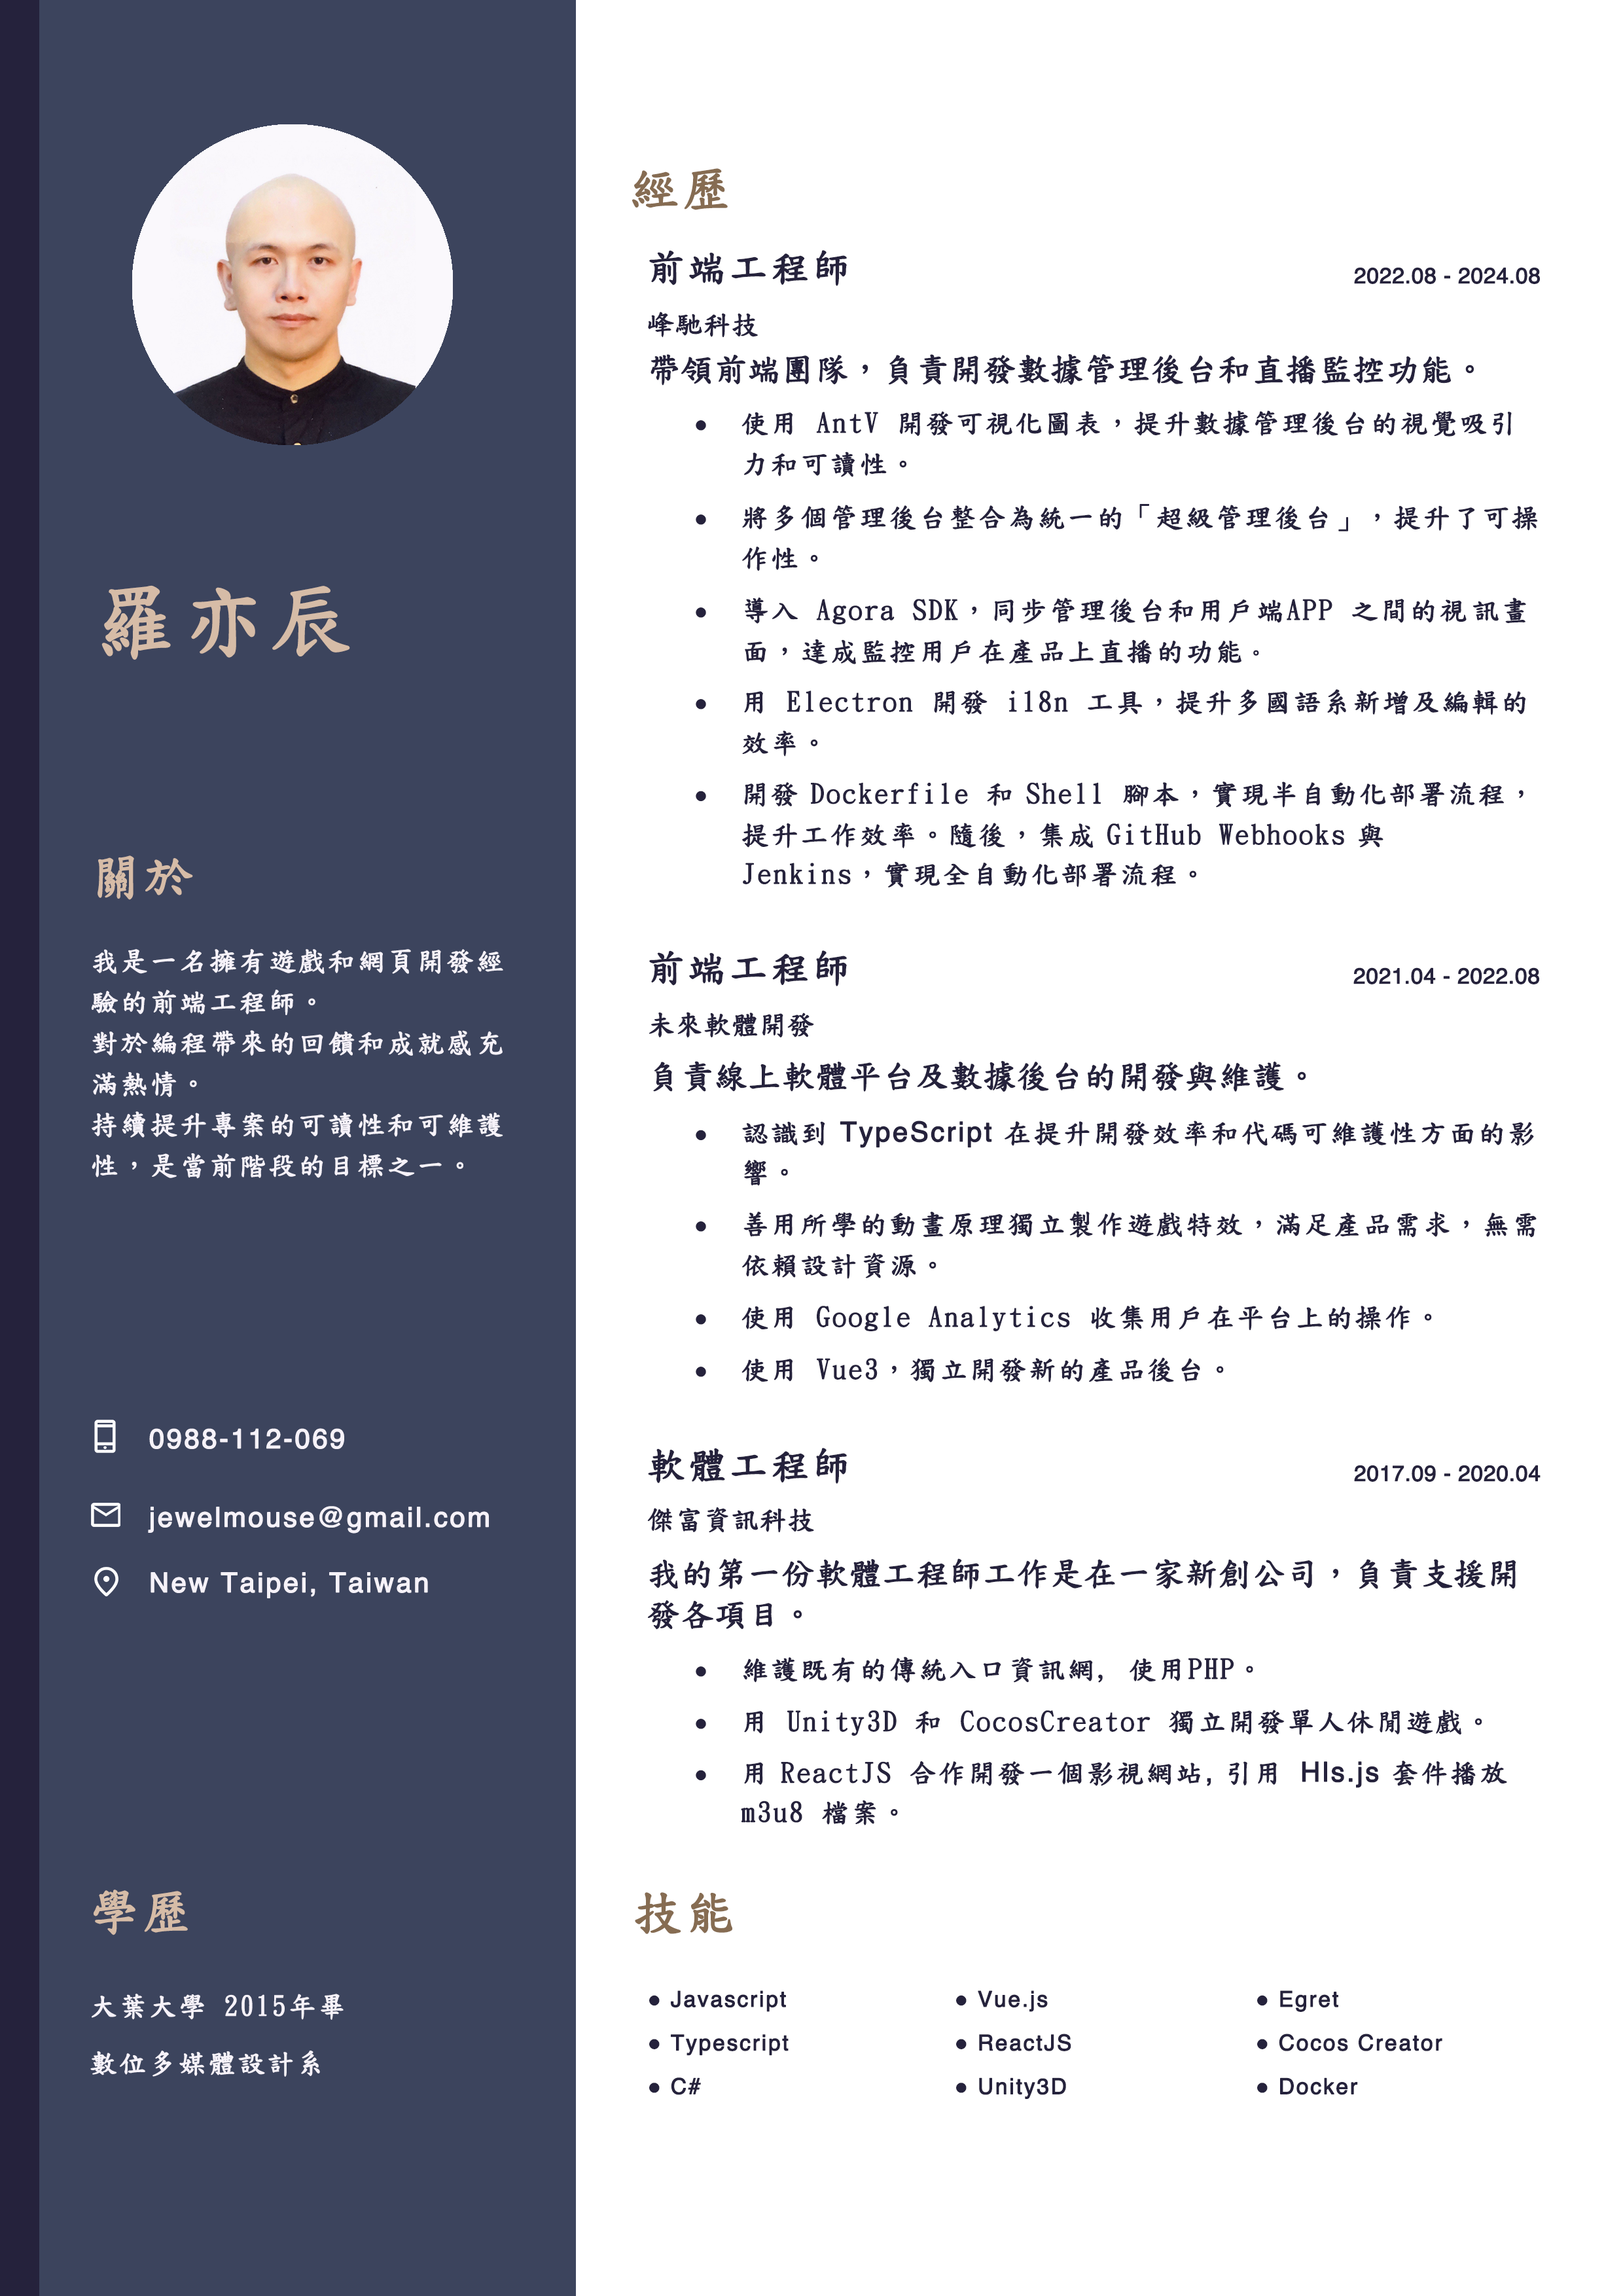 羅亦辰
關於
我是一名擁有遊戲和網頁開發經
驗的前端工程師。
對於編程帶來的回饋和成就感充
滿熱情。
持續提升專案的可讀性和可維護
性，是當前階段的目標之一。
0988-112-069
jewelmouse@gmail.com
New Taipei, Taiwan
學歷
大葉大學 2015年畢
數位多媒體設計系
經歷
前端工程師
2022.08 - 2024.08
峰馳科技
帶領前端團隊，負責開發數據管理後台和直播監控功能。
● 使用 AntV 開發可視化圖表，提升數據管理後台的視覺吸引
力和可讀性。
● 將多個管理後台整合為統一的「超級管理後台」，提升了可操
作性。
● 導入 Agora SDK，同步管理後台和用戶端APP 之間的視訊畫
面，達成監控用戶在產品上直播的功能。
● 用 Electron 開發 i18n 工具，提升多國語系新增及編輯的
效率。
● 開發 Dockerfile 和 Shell 腳本，實現半自動化部署流程，
提升工作效率。隨後，集成 GitHub Webhooks 與
Jenkins，實現全自動化部署流程。
前端工程師
2021.04 - 2022.08
未來軟體開發
負責線上軟體平台及數據後台的開發與維護。
● 認識到 TypeScript 在提升開發效率和代碼可維護性方面的影
響。
● 善用所學的動畫原理獨立製作遊戲特效，滿足產品需求，無需
依賴設計資源。
● 使用 Google Analytics 收集用戶在平台上的操作。
● 使用 Vue3，獨立開發新的產品後台。
軟體工程師
2017.09 - 2020.04
傑富資訊科技
我的第一份軟體工程師工作是在一家新創公司，負責支援開
發各項目。
● 維護既有的傳統入口資訊網, 使用PHP。
● 用 Unity3D 和 CocosCreator 獨立開發單人休閒遊戲。
● 用 ReactJS 合作開發一個影視網站, 引用 Hls.js 套件播放
m3u8 檔案。
技能
● Javascript
● Typescript
● C#
● Vue.js
● ReactJS
● Unity3D
● Egret
● Cocos Creator
● Docker